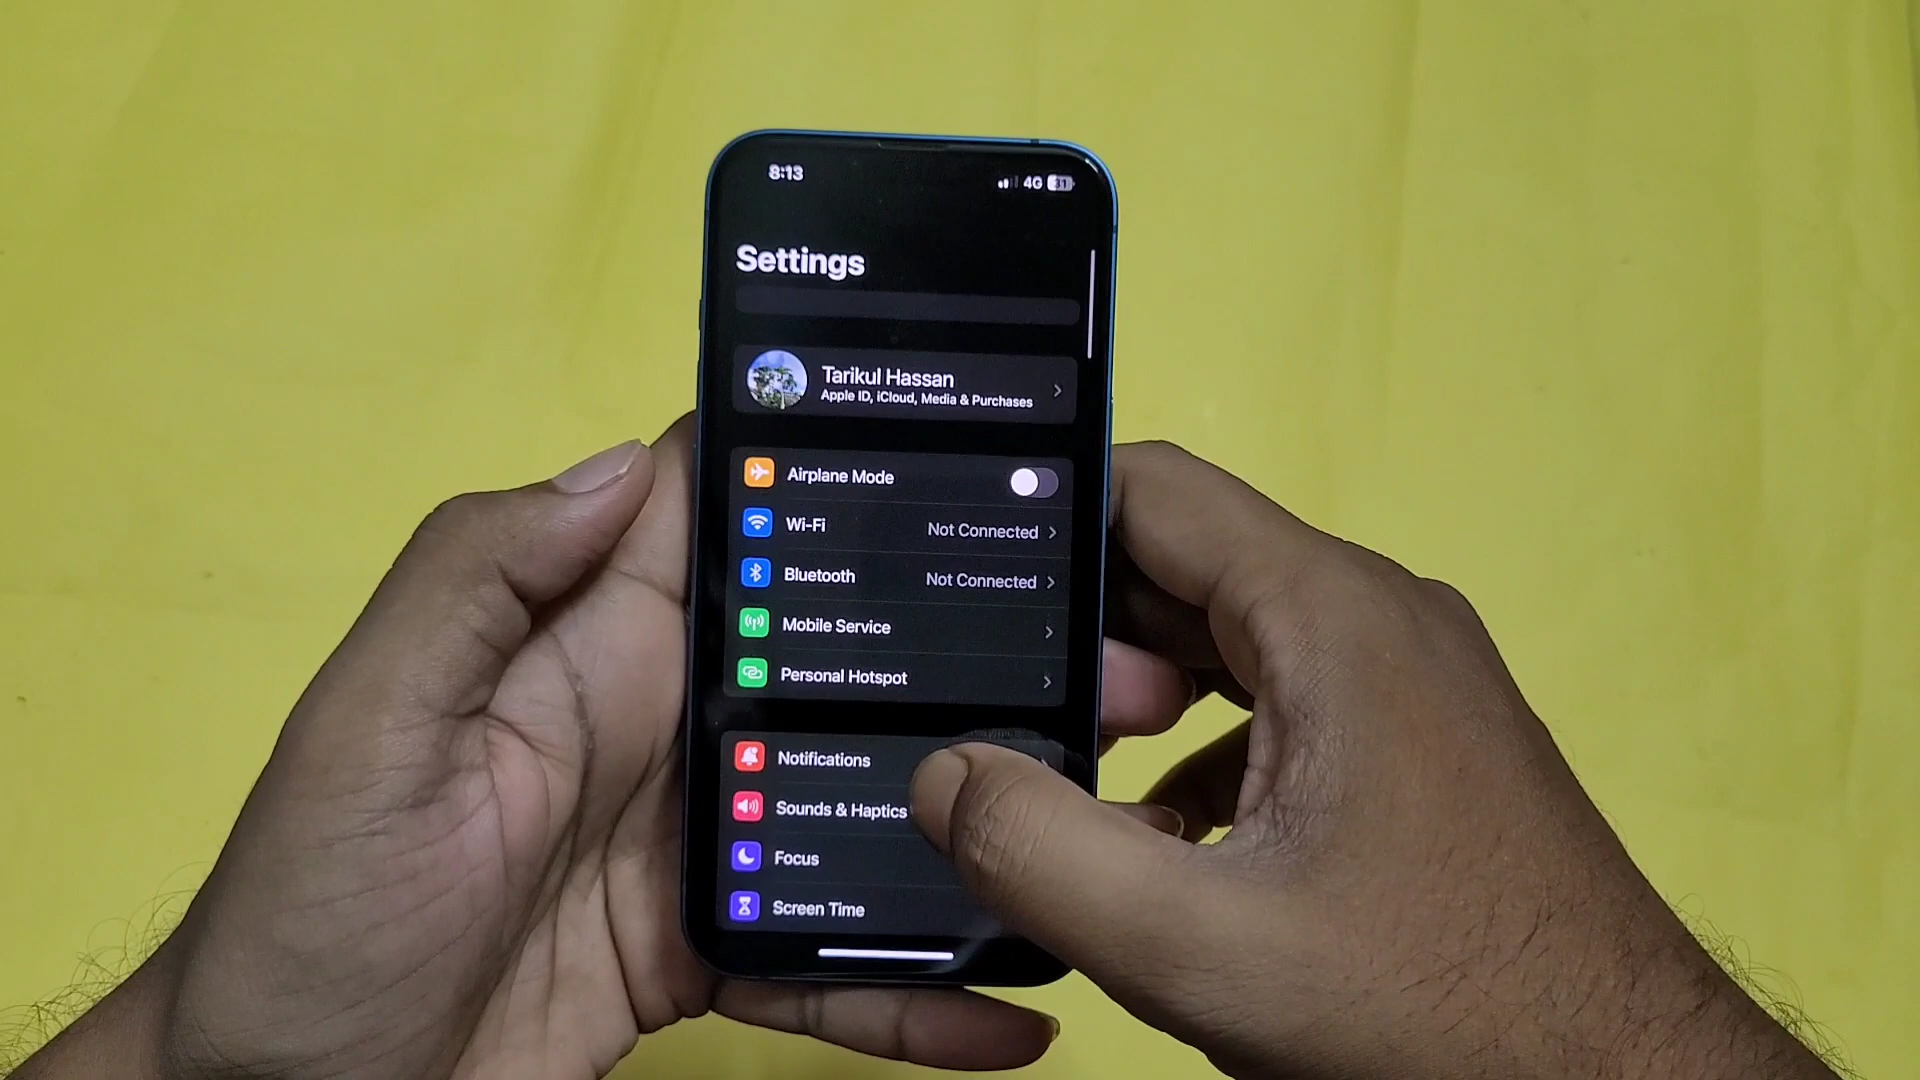 8:13
4G 31
Settings
Tarikul Hassan
Apple ID, iCloud, Media & Purchases
Airplane Mode
Wi-Fi Not Connected
Bluetooth Not Connected
Mobile Service
Personal Hotspot
Notifications
Sounds & Haptics
Focus
Screen Time